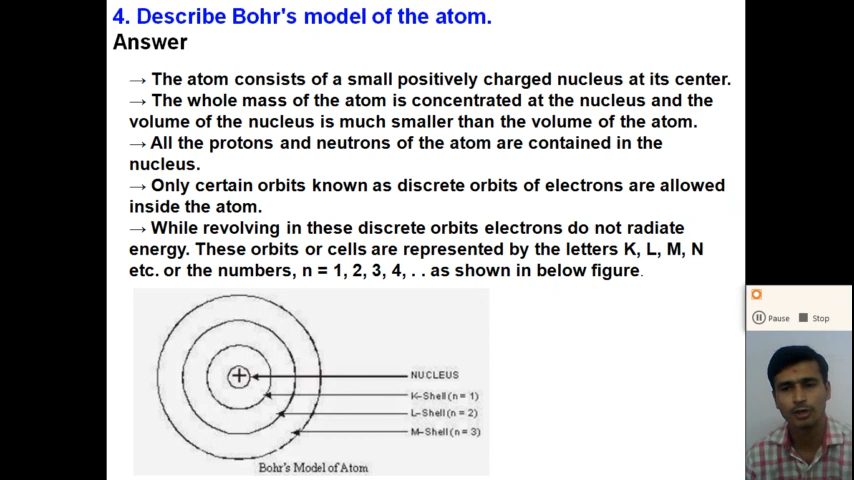 4. Describe Bohr's model of the atom.
Answer
→ The atom consists of a small positively charged nucleus at its center.
→ The whole mass of the atom is concentrated at the nucleus and the
volume of the nucleus is much smaller than the volume of the atom.
→ All the protons and neutrons of the atom are contained in the
nucleus.
→ Only certain orbits known as discrete orbits of electrons are allowed
inside the atom.
→ While revolving in these discrete orbits electrons do not radiate
energy. These orbits or cells are represented by the letters K, L, M, N
etc. or the numbers, n = 1, 2, 3, 4, . . as shown in below figure.
+
NUCLEUS
K-Shell (n = 1)
L-Shell (n = 2)
M-Shell (n = 3)
Bohr's Model of Atom
Pause Stop